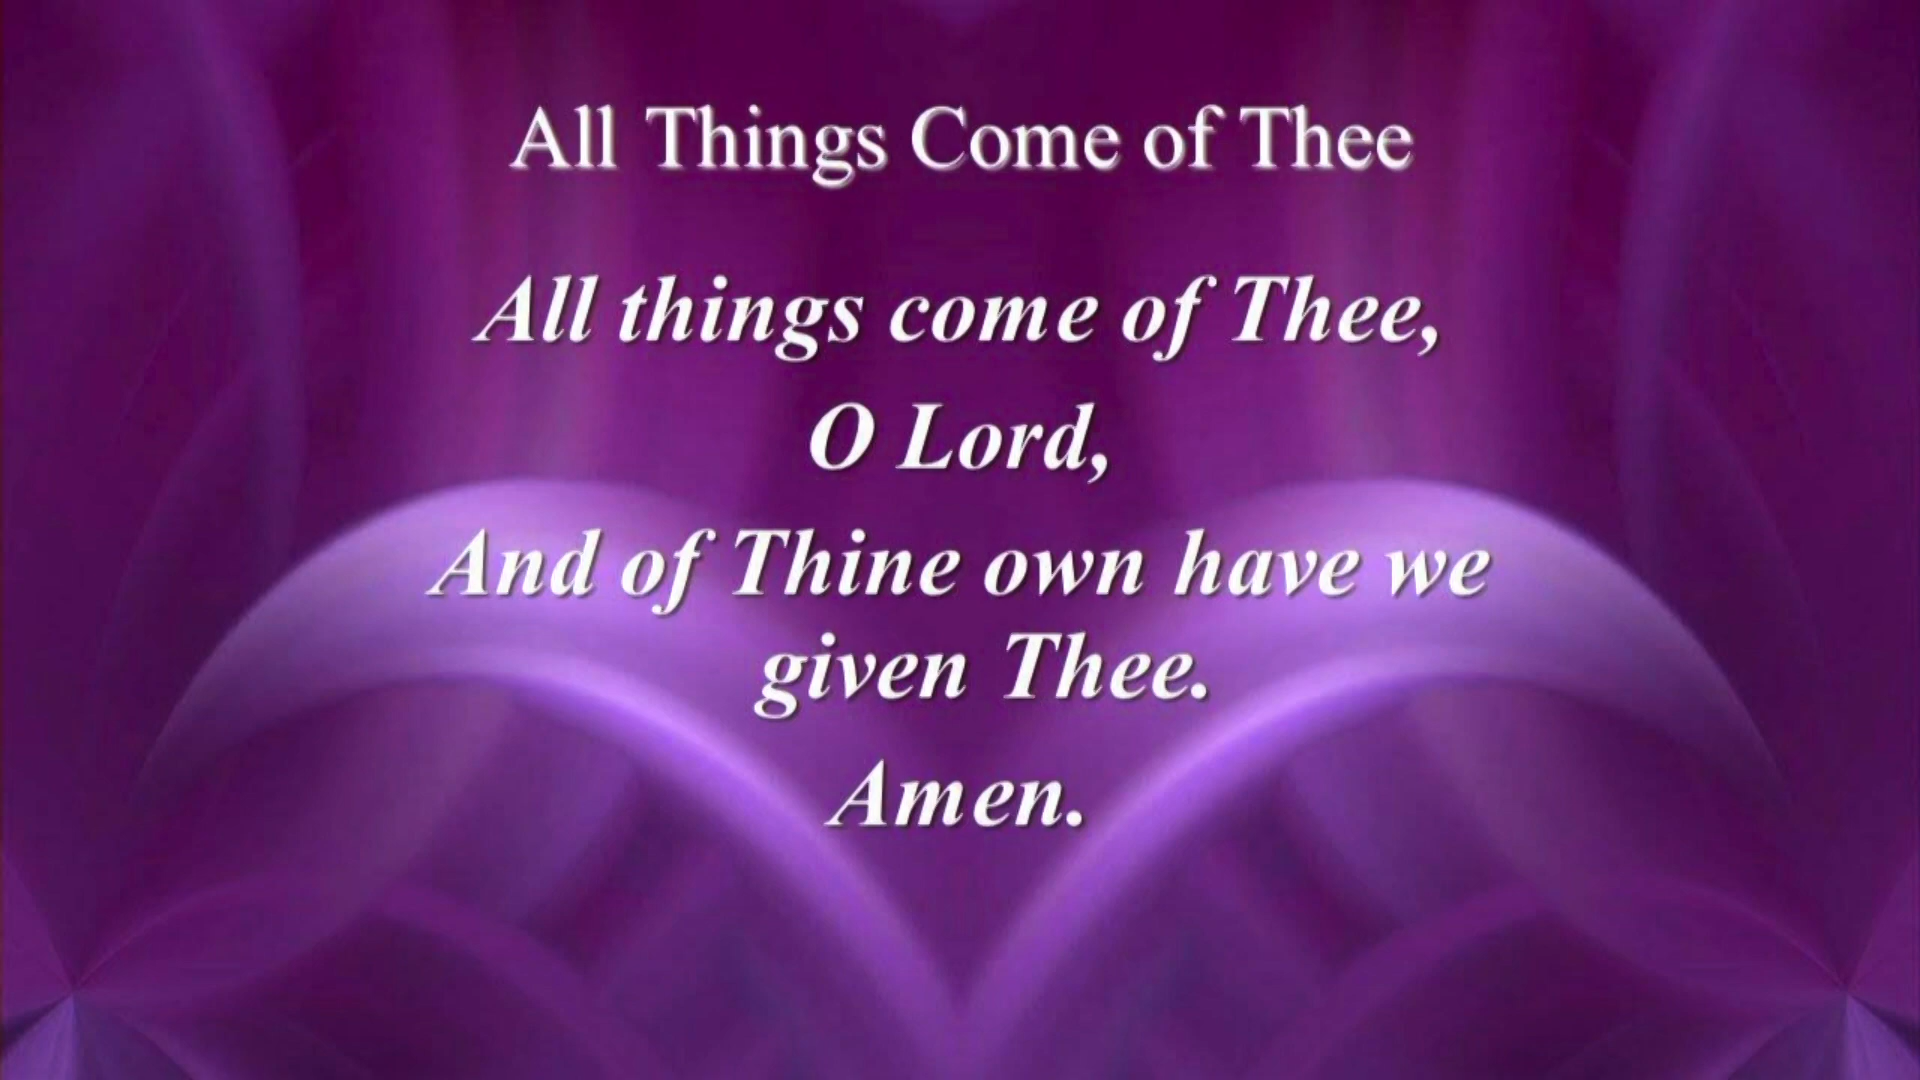 All Things Come of Thee
All things come of Thee,
O Lord,
And of Thine own have we
given Thee.
Amen.